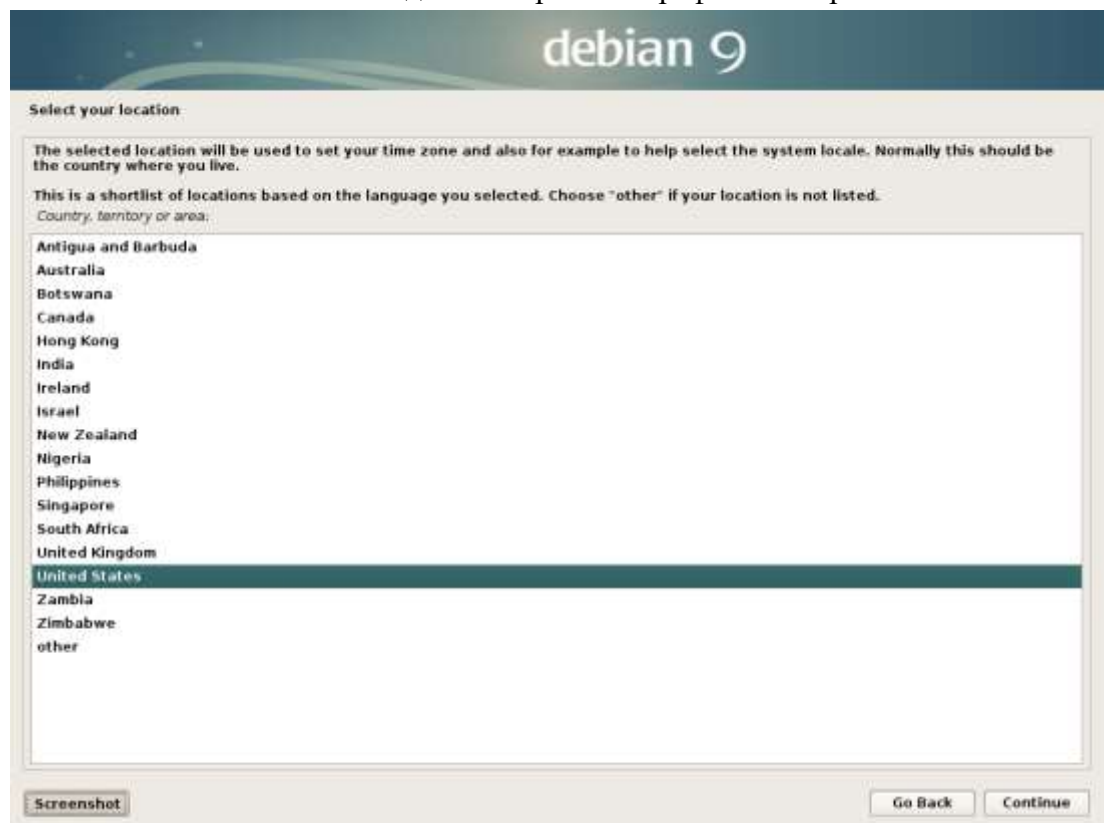 debian 9
Select your location
The selected location will be used to set your time zone and also for example to help select the system locale. Normally this should be
the country where you live.
This is a shortlist of locations based on the language you selected. Choose "other" if your location is not listed.
Country, territory or area:
Antigua and Barbuda
Australia
Botswana
Canada
Hong Kong
India
Ireland
Israel
New Zealand
Nigeria
Philippines
Singapore
South Africa
United Kingdom
United States
Zambia
Zimbabwe
other
Screenshot
Go Back
Continue